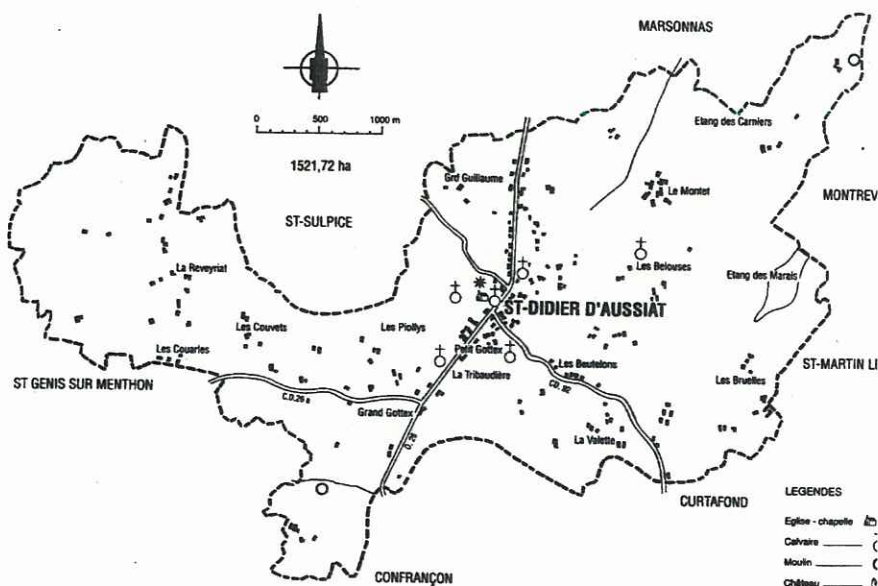 MARSONNAS
0 500 1000 m
1521,72 ha
Etang des Carniers
Grd Guillaume
Le Montet
MONTREV
ST-SULPICE
La Reveyriat
Les Belouses
Etang des Marais
ST-DIDIER D'AUSSIAT
Les Couvets
Les Piollys
Petit Gottex
Les Couarles
Les Beutelons
ST-MARTIN L
ST GENIS SUR MENTHON
La Tribaudière
Les Bruelles
C.D.26 a
CD. 92
Grand Gottex
D. 26
La Valette
CURTAFOND
LEGENDES
Eglise - chapelle
Calvaire
Moulin
Château
CONFRANÇON